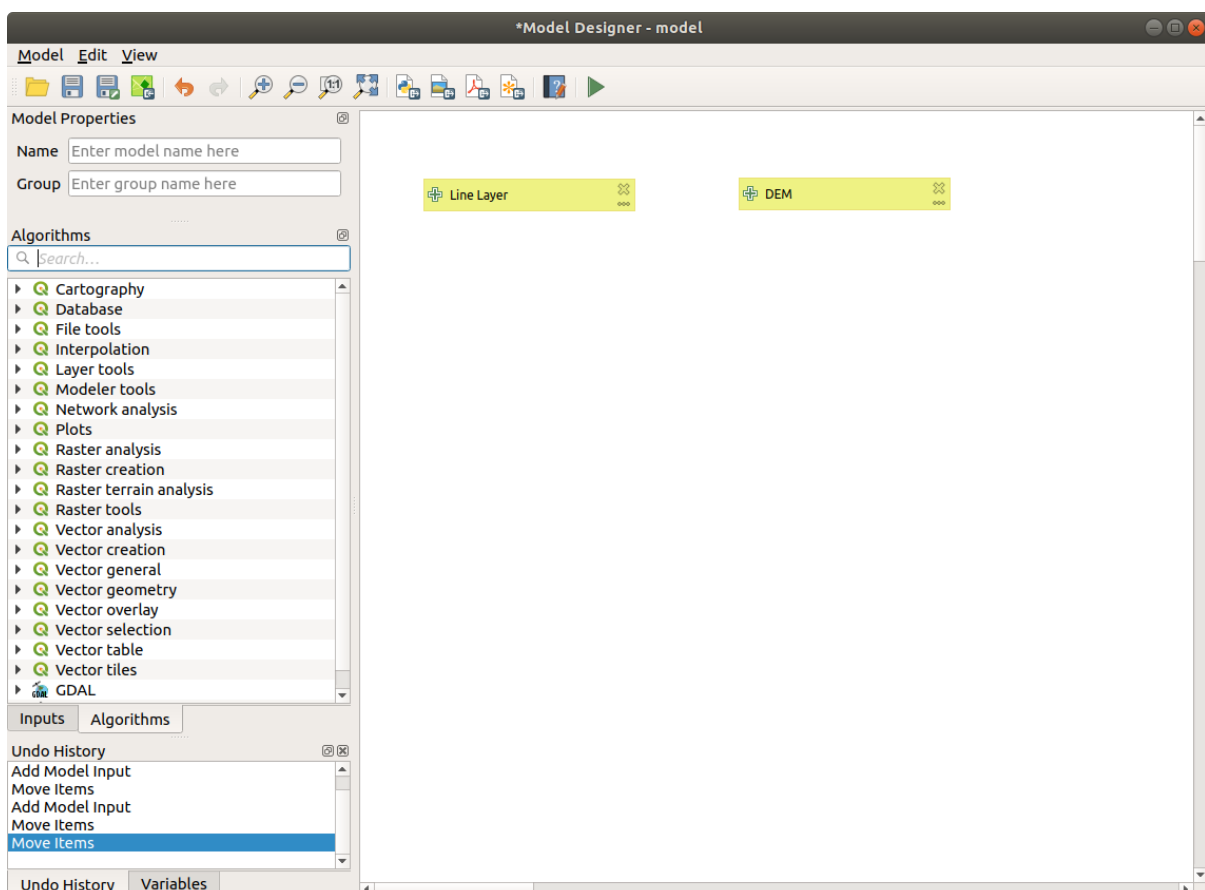 *Model Designer - model
Model Edit View
1:1
Model Properties
Name Enter model name here
Group Enter group name here
Algorithms
Search...
Cartography
Database
File tools
Interpolation
Layer tools
Modeler tools
Network analysis
Plots
Raster analysis
Raster creation
Raster terrain analysis
Raster tools
Vector analysis
Vector creation
Vector general
Vector geometry
Vector overlay
Vector selection
Vector table
Vector tiles
GDAL GDAL
Inputs Algorithms
Undo History
Add Model Input
Move Items
Add Model Input
Move Items
Move Items
Undo History Variables
Line Layer
DEM